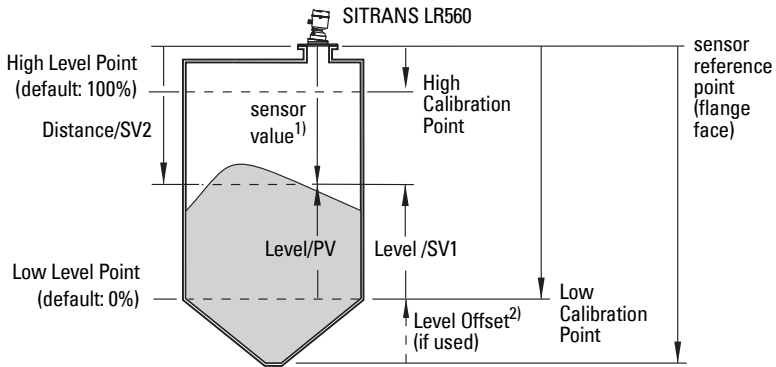 SITRANS LR560
High Level Point
(default: 100%)
Distance/SV2
sensor
value1)
High
Calibration
Point
sensor
reference
point
(flange
face)
Level/PV
Level /SV1
Low Level Point
(default: 0%)
Level Offset2)
(if used)
Low
Calibration
Point